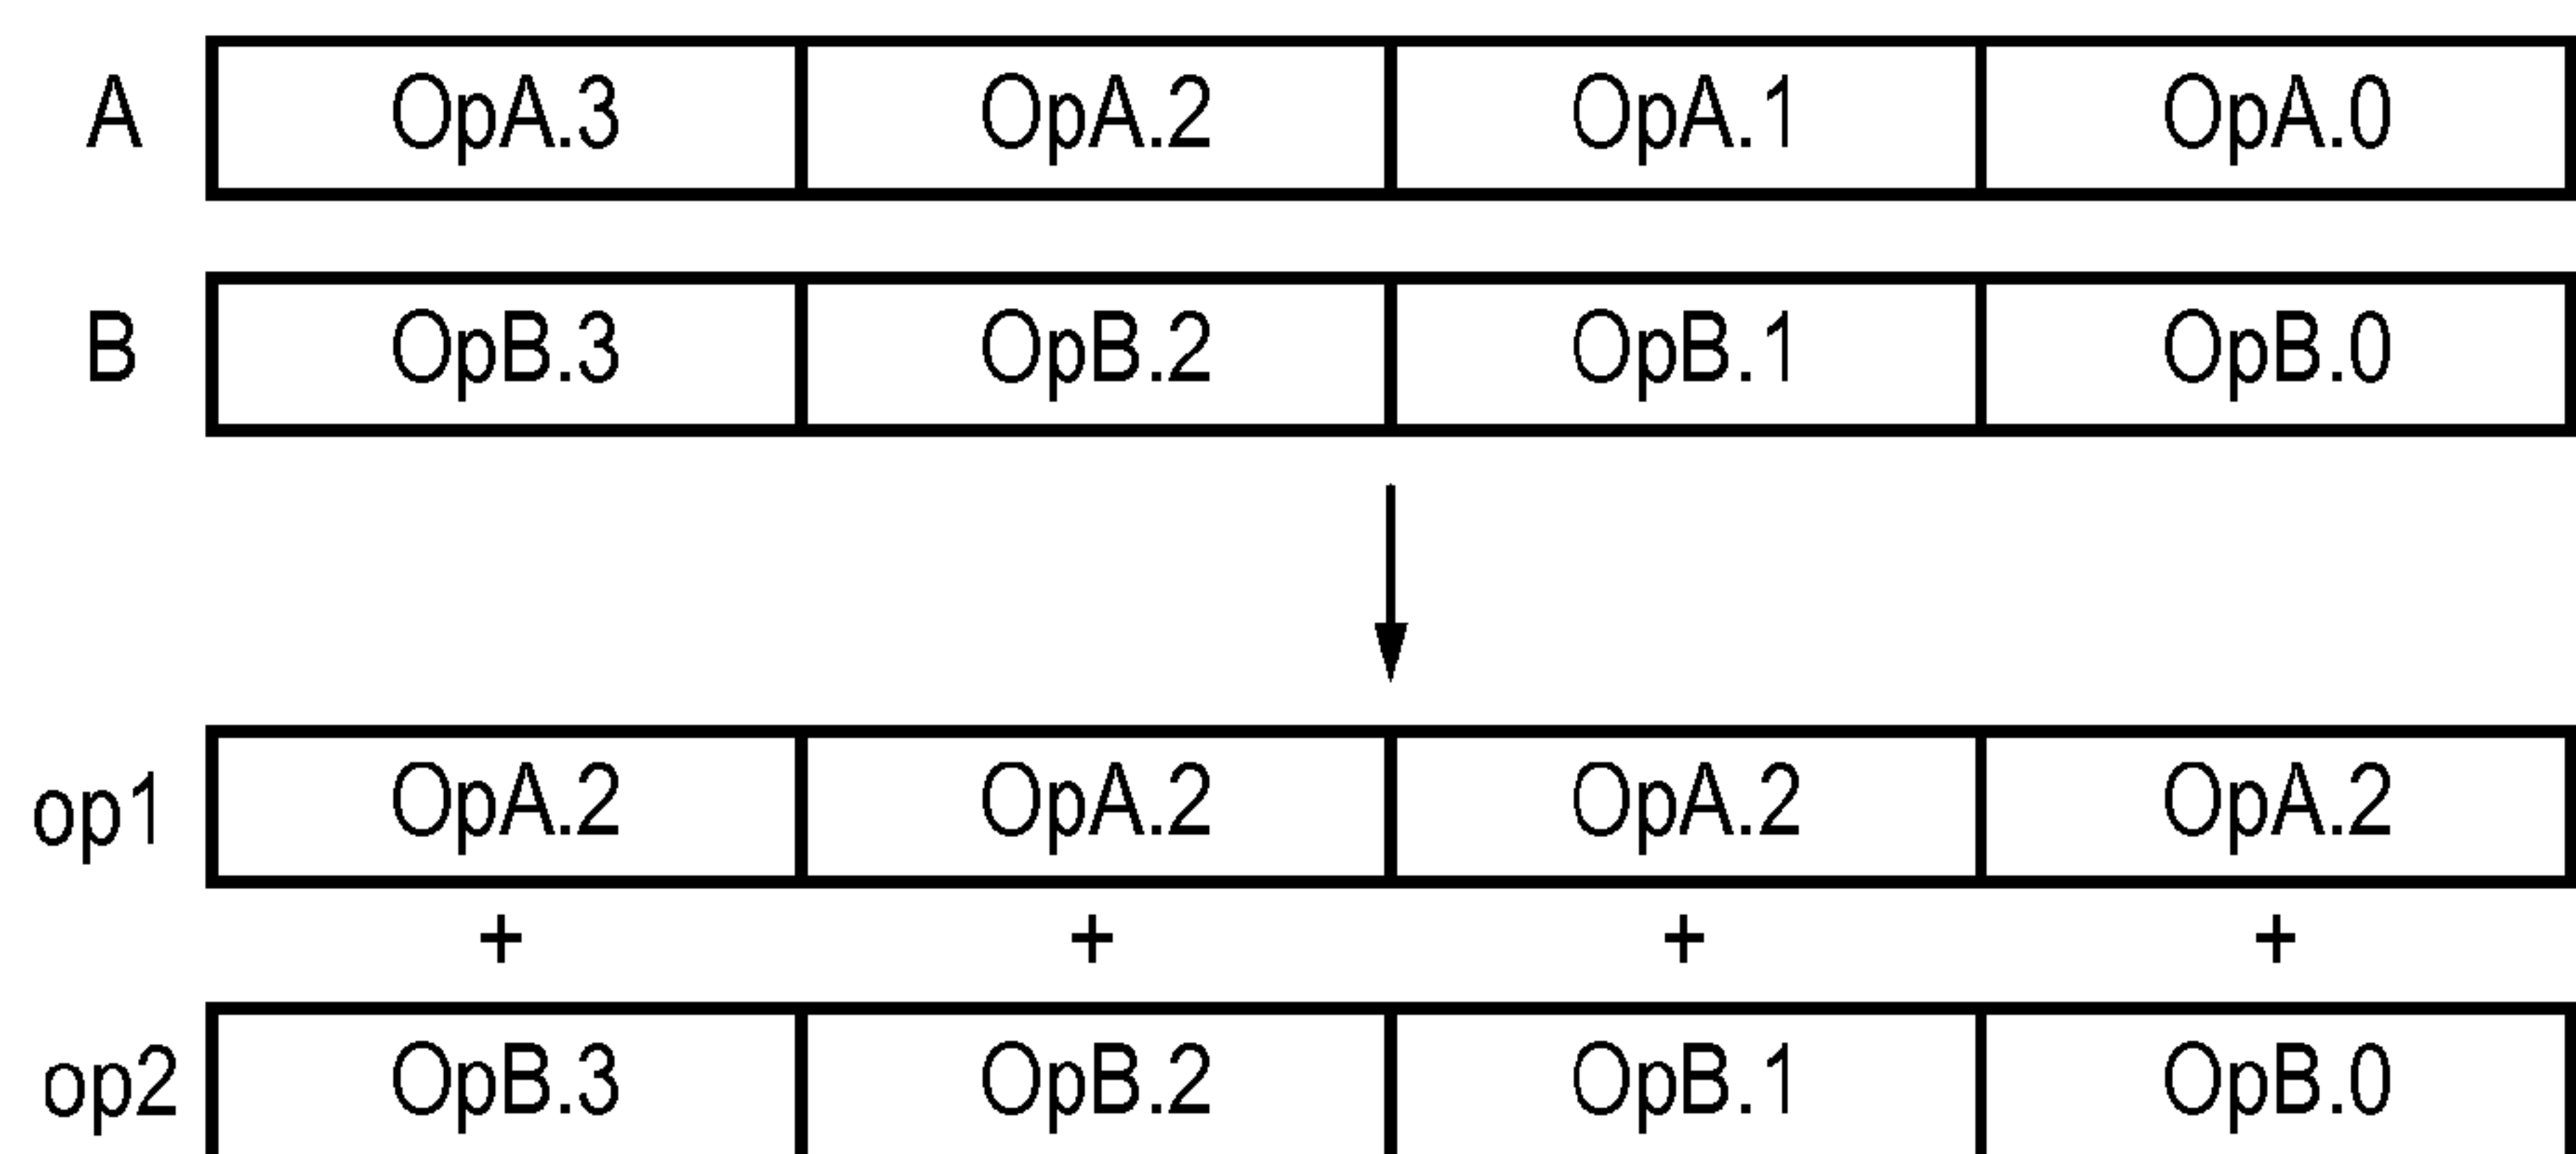 A OpA.3 OpA.2 OpA.1 OpA.0
B OpB.3 OpB.2 OpB.1 OpB.0
op1 OpA.2 OpA.2 OpA.2 OpA.2
+ + + +
op2 OpB.3 OpB.2 OpB.1 OpB.0